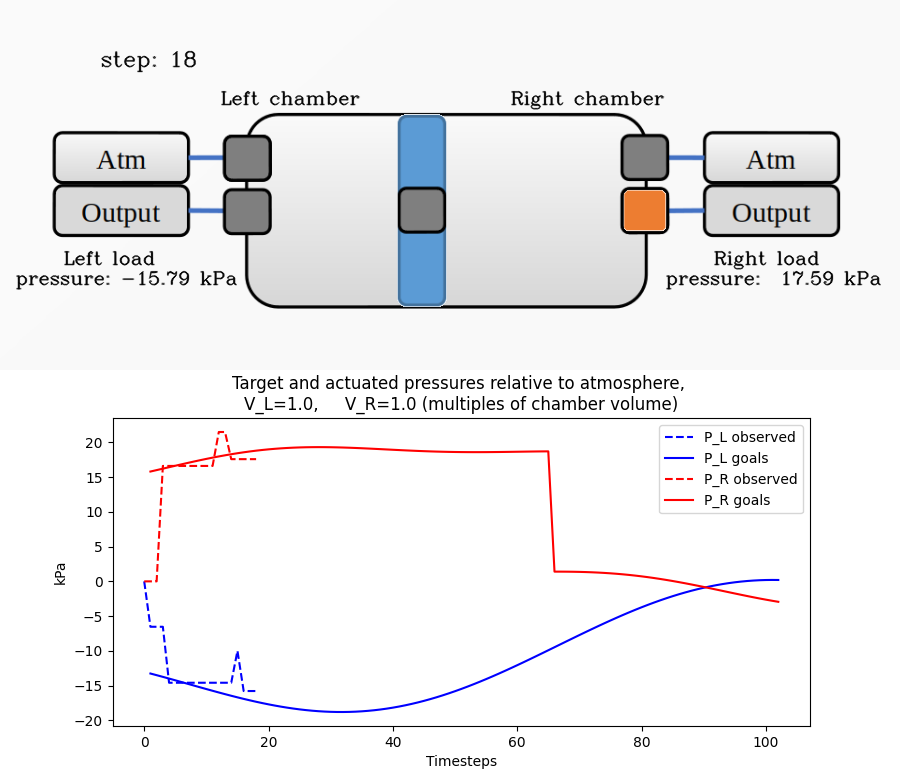 step: 18
Left chamber
Right chamber
Atm
Atm
Output
Output
Left load
pressure: -15.79 kPa
Right load
pressure: 17.59 kPa
Target and actuated pressures relative to atmosphere,
V_L=1.0, V_R=1.0 (multiples of chamber volume)
P_L observed
P_L goals
P_R observed
P_R goals
kPa
20
15
10
5
0
−5
−10
−15
−20
0 20 40 60 80 100
Timesteps